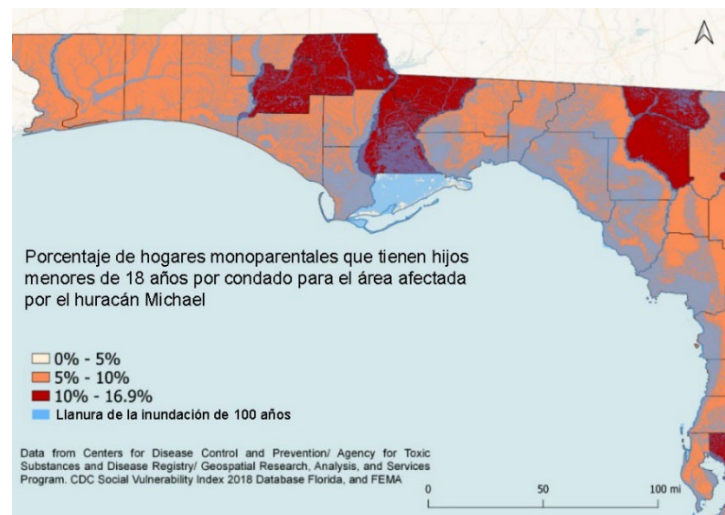 Porcentaje de hogares monoparentales que tienen hijos
menores de 18 años por condado para el área afectada
por el huracán Michael
0% - 5%
5% - 10%
10% - 16.9%
Llanura de la inundación de 100 años
Data from Centers for Disease Control and Prevention/ Agency for Toxic
Substances and Disease Registry/ Geospatial Research, Analysis, and Services
Program. CDC Social Vulnerability Index 2018 Database Florida, and FEMA
0 50 100 mi